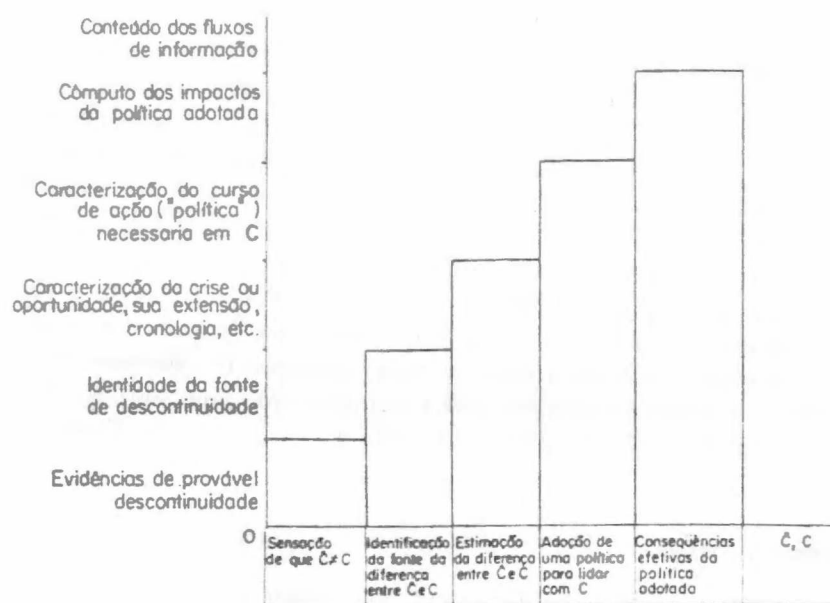 Conteúdo dos fluxos
de informação
Cômputo dos impactos
da política adotada
Caracterização do curso
de ação ("política")
necessaria em C
Caracterização da crise ou
oportunidade, sua extensão,
cronologia, etc.
Identidade da fonte
de descontinuidade
Evidências de provável
descontinuidade
O
Sensação
de que Ĉ≠ C
Identificação
da fonte da
diferença
entre Ĉ e C
Estimação
da diferença
entre Ĉ e C
Adoção de
uma política
para lidar
com C
Conseqüências
efetivas da
política
adotada
Ĉ, C